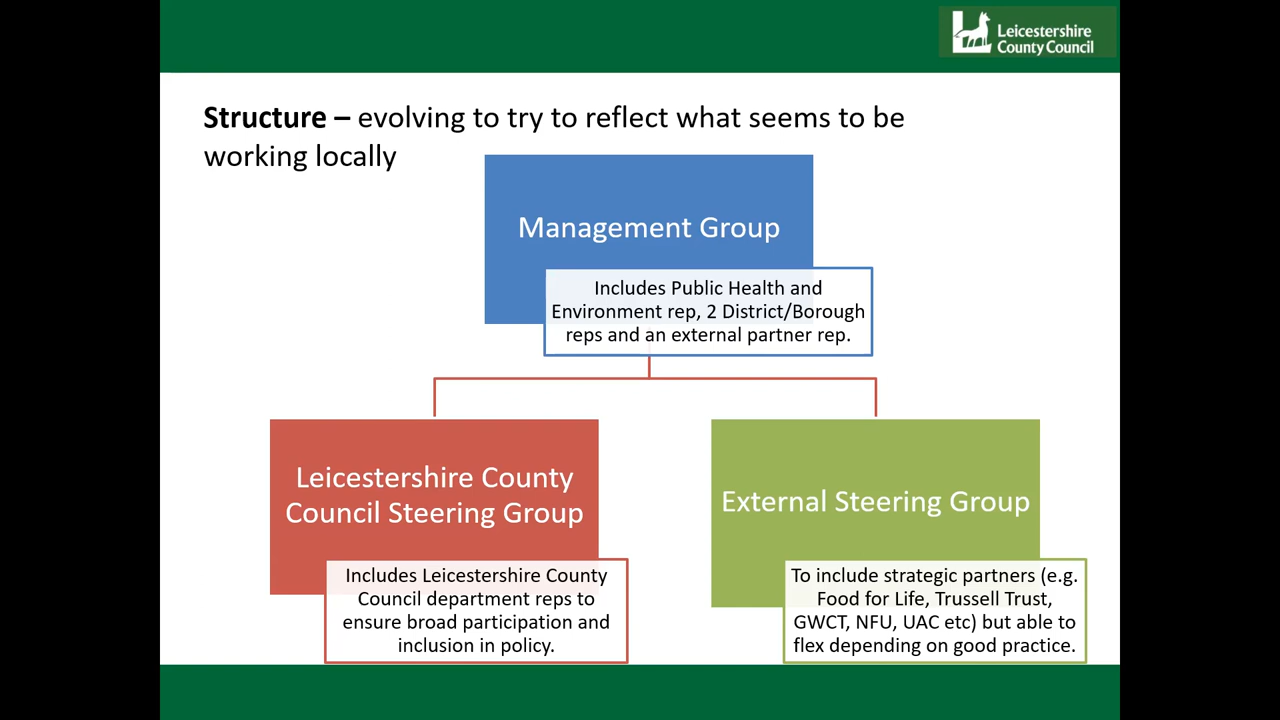 Leicestershire
County Council
Structure – evolving to try to reflect what seems to be
working locally
Management Group
Includes Public Health and
Environment rep, 2 District/Borough
reps and an external partner rep.
Leicestershire County
Council Steering Group
Includes Leicestershire County
Council department reps to
ensure broad participation and
inclusion in policy.
External Steering Group
To include strategic partners (e.g.
Food for Life, Trussell Trust,
GWCT, NFU, UAC etc) but able to
flex depending on good practice.